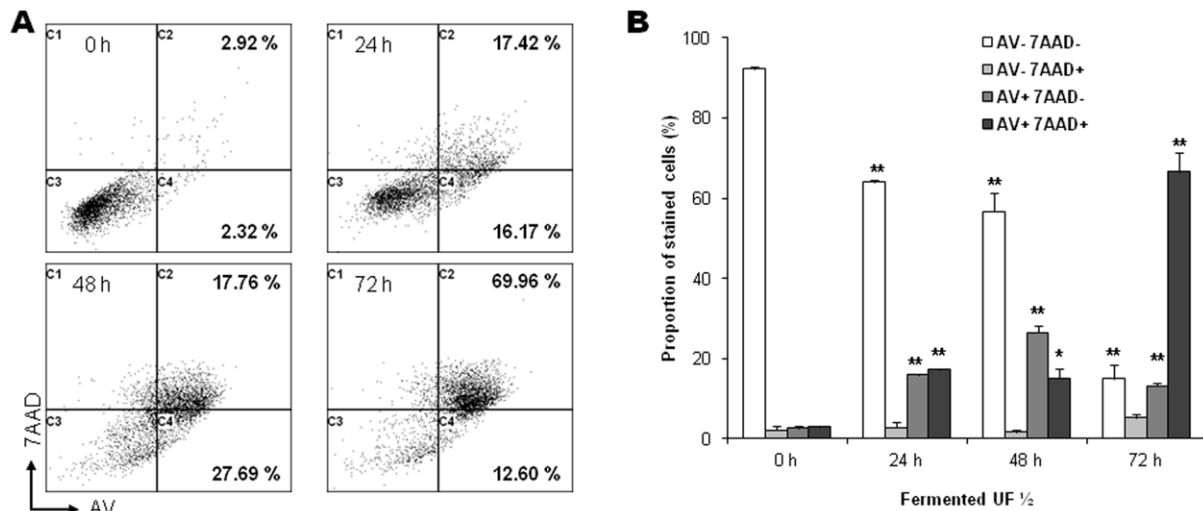 A
C1
0 h
C2
2.92 %
C3
C4
2.32 %
C1
24 h
C2
17.42 %
C3
C4
16.17 %
C1
48 h
C2
17.76 %
C3
C4
27.69 %
C1
72 h
C2
69.96 %
C3
C4
12.60 %
7AAD
AV
B
Proportion of stained cells (%)
100
80
60
40
20
0
AV- 7AAD-
AV- 7AAD+
AV+ 7AAD-
AV+ 7AAD+
**
**
**
**
**
*
**
**
**
0 h
24 h
48 h
72 h
Fermented UF ½